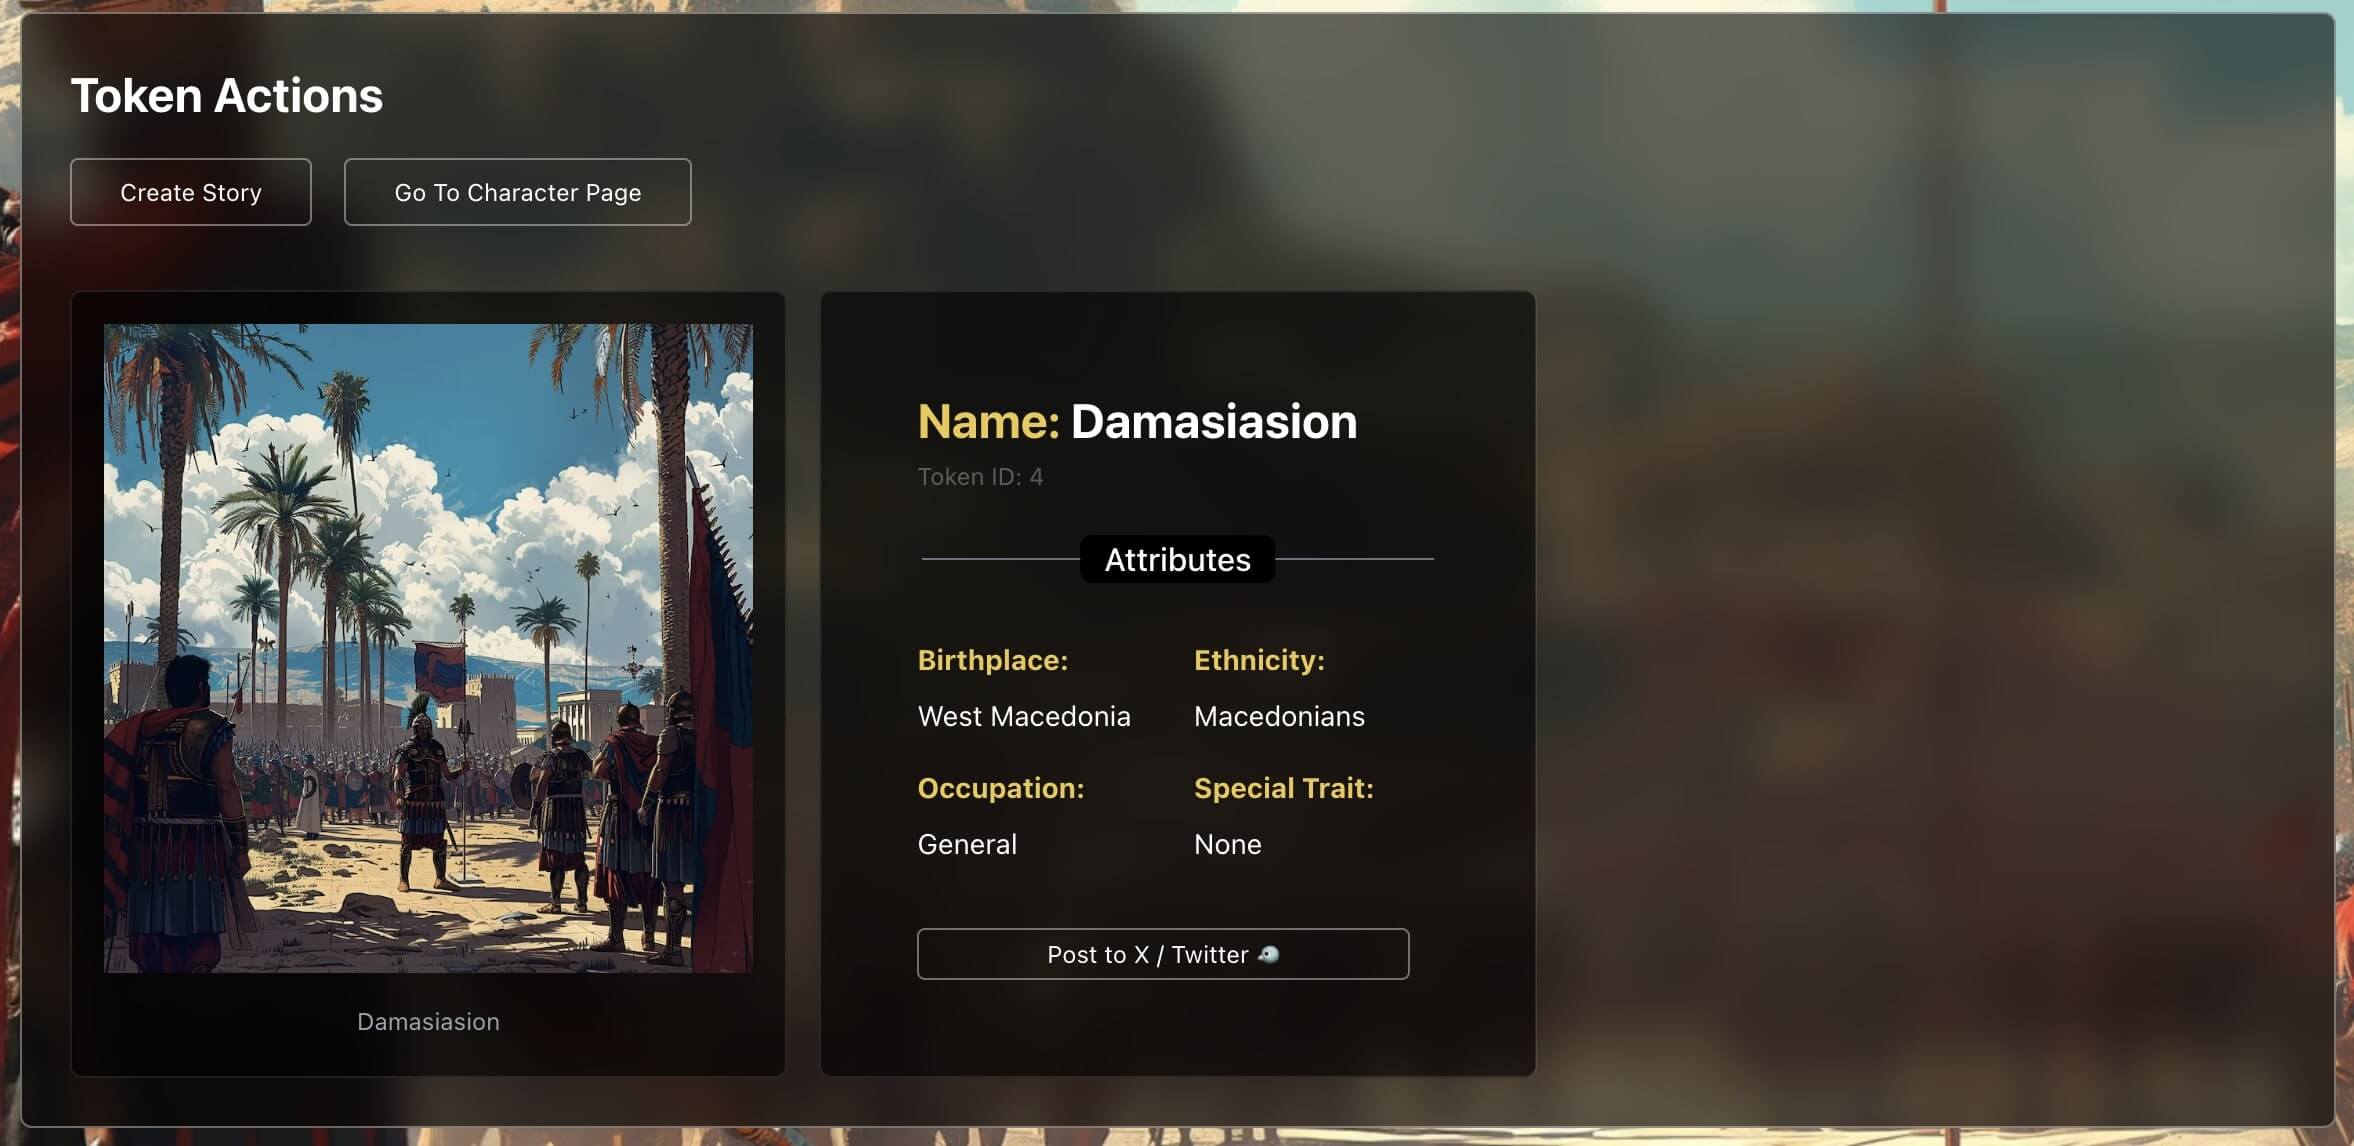 Token Actions
Create Story
Go To Character Page
Damasiasion
Name: Damasiasion
Token ID: 4
Attributes
Birthplace:
West Macedonia
Ethnicity:
Macedonians
Occupation:
General
Special Trait:
None
Post to X / Twitter 🐦